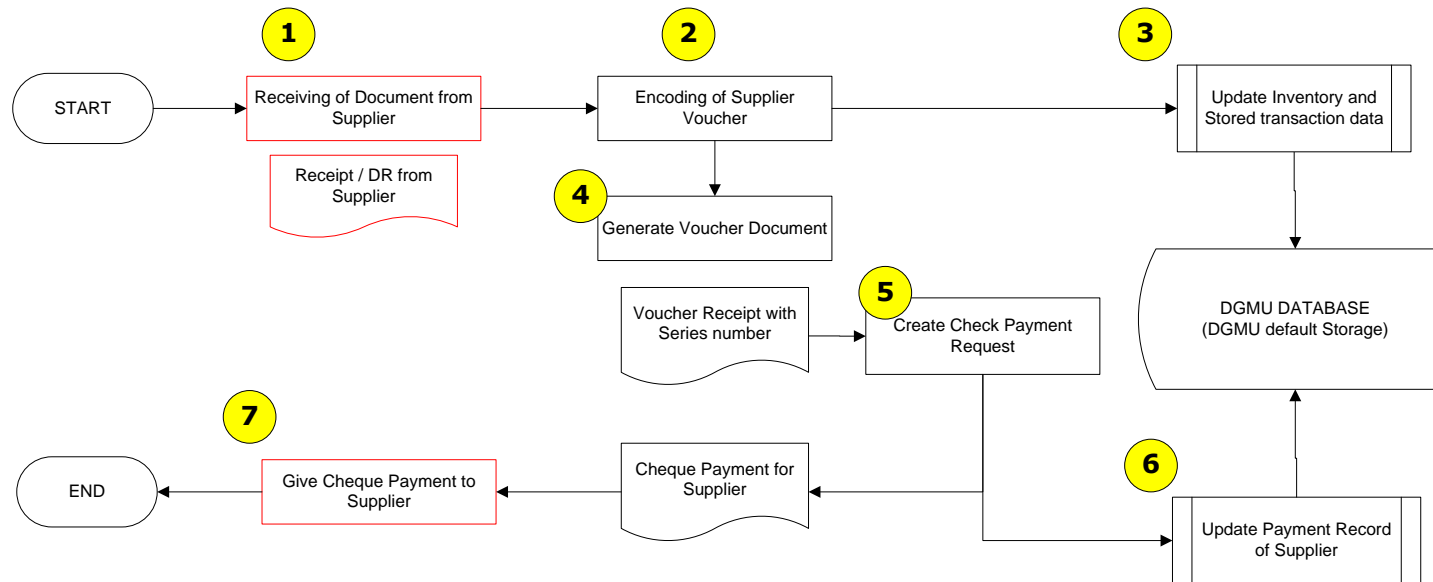 1
2
3
START
Receiving of Document from
Supplier
Encoding of Supplier
Voucher
Update Inventory and
Stored transaction data
Receipt / DR from
Supplier
4
Generate Voucher Document
5
Voucher Receipt with
Series number
Create Check Payment
Request
DGMU DATABASE
(DGMU default Storage)
7
6
END
Give Cheque Payment to
Supplier
Cheque Payment for
Supplier
Update Payment Record
of Supplier